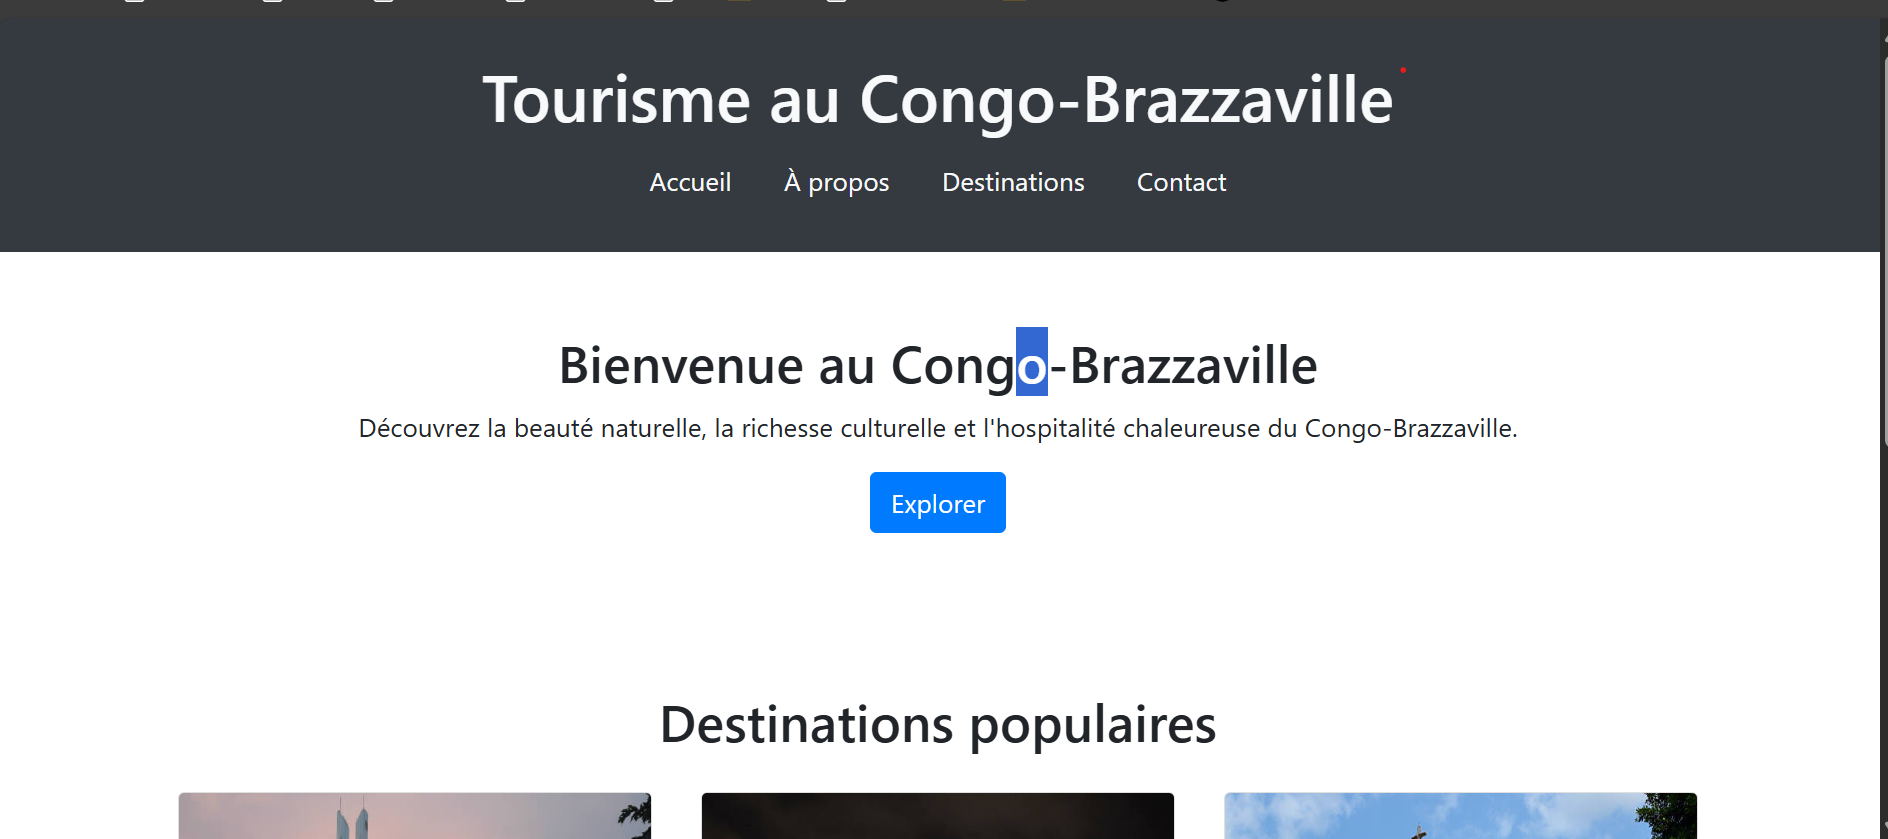 Tourisme au Congo-Brazzaville
Accueil À propos Destinations Contact
Bienvenue au Congo-Brazzaville
Découvrez la beauté naturelle, la richesse culturelle et l'hospitalité chaleureuse du Congo-Brazzaville.
Explorer
Destinations populaires